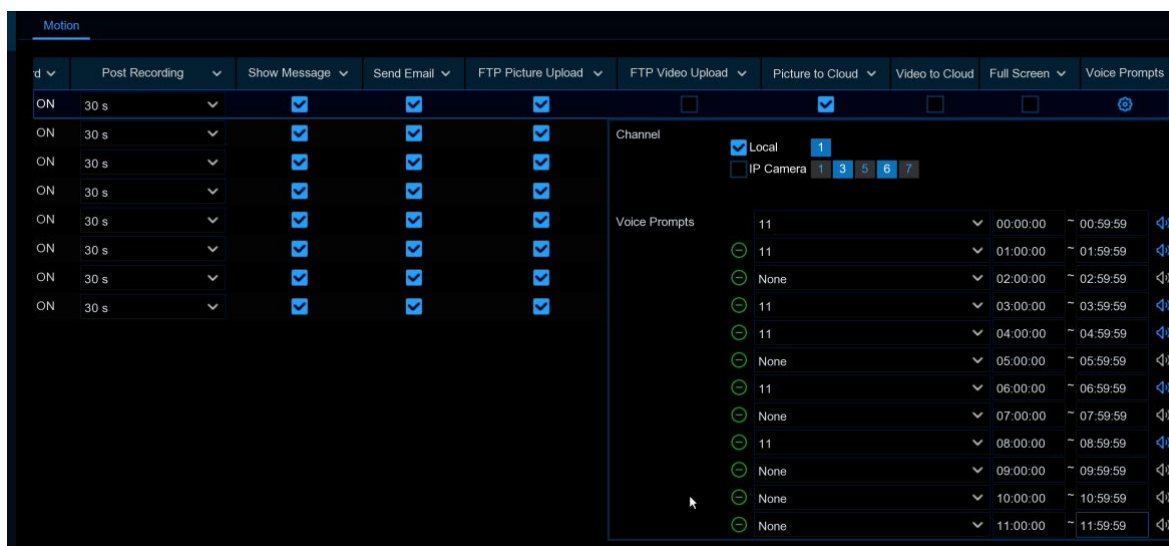 Motion
rd Post Recording Show Message Send Email FTP Picture Upload FTP Video Upload Picture to Cloud Video to Cloud Full Screen Voice Prompts
ON 30 s
ON 30 s
ON 30 s
ON 30 s
ON 30 s
ON 30 s
ON 30 s
ON 30 s
Channel
Local 1
IP Camera 1 3 5 6 7
Voice Prompts 11 00:00:00 ~ 00:59:59
11 01:00:00 ~ 01:59:59
None 02:00:00 ~ 02:59:59
11 03:00:00 ~ 03:59:59
11 04:00:00 ~ 04:59:59
None 05:00:00 ~ 05:59:59
11 06:00:00 ~ 06:59:59
None 07:00:00 ~ 07:59:59
11 08:00:00 ~ 08:59:59
None 09:00:00 ~ 09:59:59
None 10:00:00 ~ 10:59:59
None 11:00:00 ~ 11:59:59